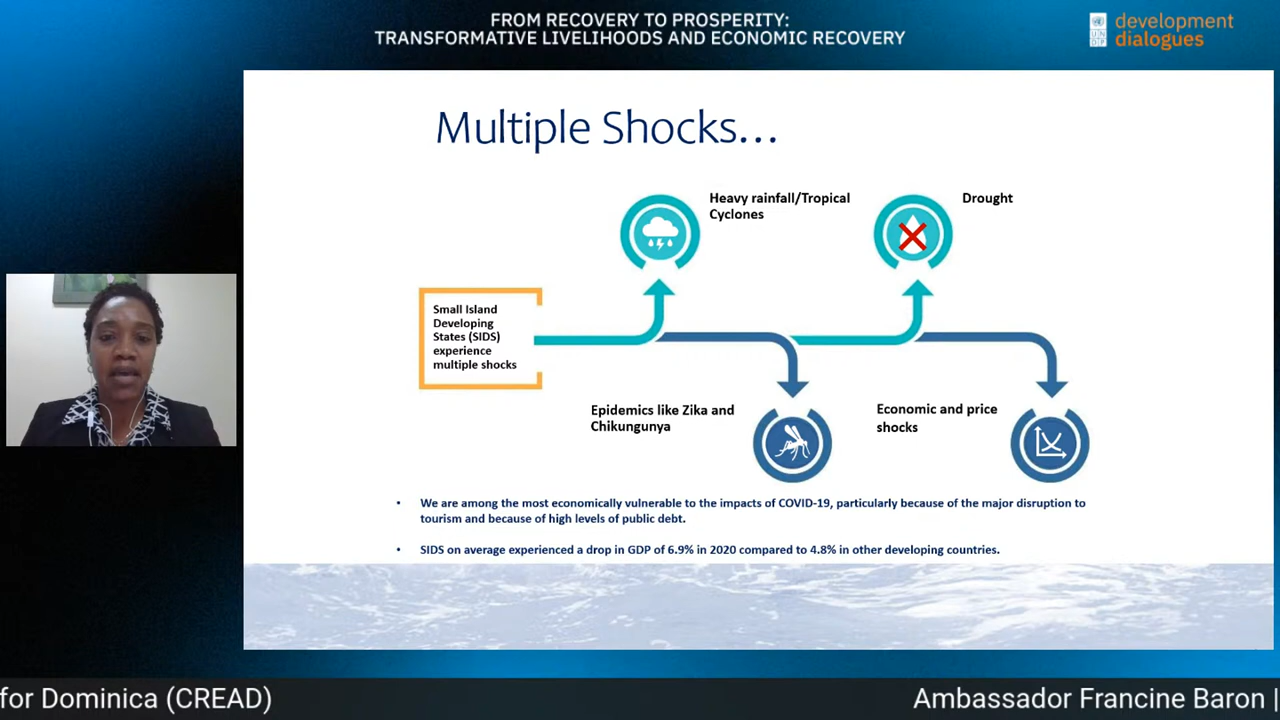 FROM RECOVERY TO PROSPERITY:
TRANSFORMATIVE LIVELIHOODS AND ECONOMIC RECOVERY
U N
D P
development
dialogues
Multiple Shocks...
Heavy rainfall/Tropical
Cyclones
Drought
Small Island
Developing
States (SIDS)
experience
multiple shocks
Epidemics like Zika and
Chikungunya
Economic and price
shocks
• We are among the most economically vulnerable to the impacts of COVID-19, particularly because of the major disruption to
tourism and because of high levels of public debt.
• SIDS on average experienced a drop in GDP of 6.9% in 2020 compared to 4.8% in other developing countries.
for Dominica (CREAD)
Ambassador Francine Baron |